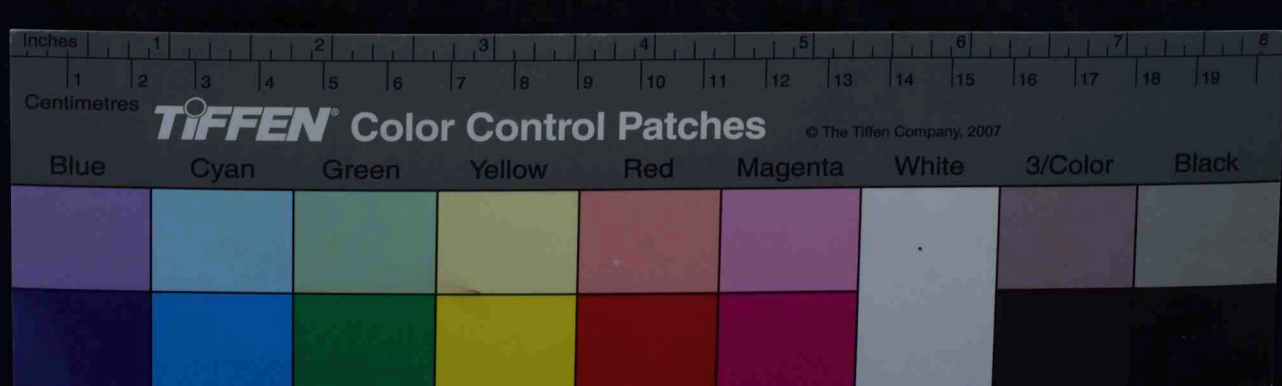 Inches 1 2 3 4 5 6 7 8
1 2 3 4 5 6 7 8 9 10 11 12 13 14 15 16 17 18 19
Centimetres
TIFFEN® Color Control Patches © The Tiffen Company, 2007
Blue Cyan Green Yellow Red Magenta White 3/Color Black